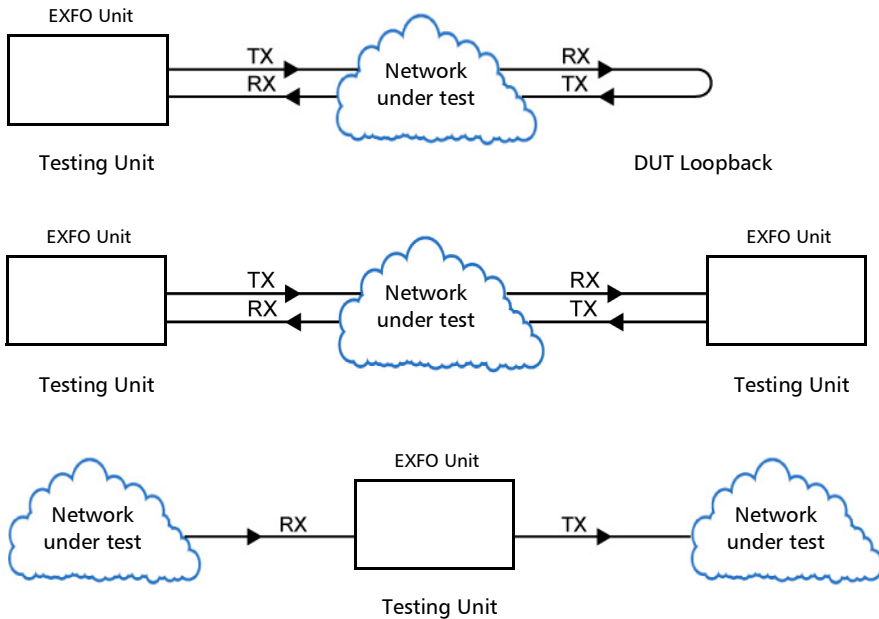 EXFO Unit
TX
RX
Network
under test
RX
TX
Testing Unit
DUT Loopback
EXFO Unit
EXFO Unit
TX
RX
Network
under test
RX
TX
Testing Unit
Testing Unit
EXFO Unit
Network
under test
RX
TX
Network
under test
Testing Unit